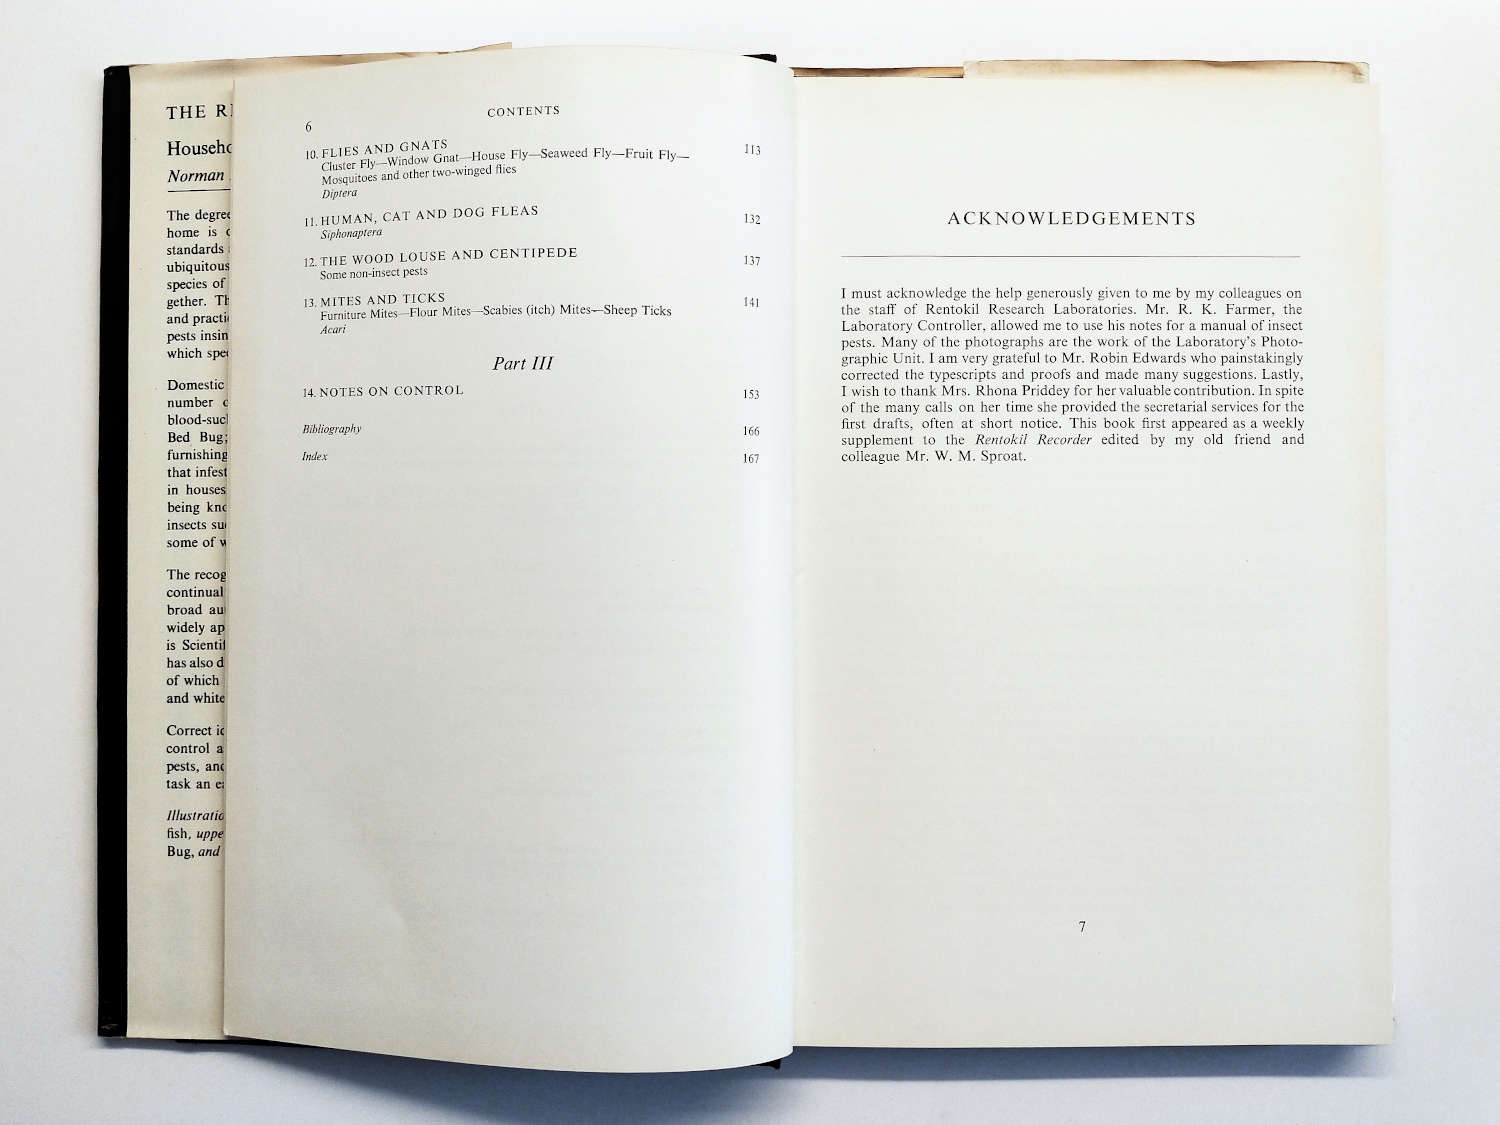 THE R
Househo
Norman
The degree
home is
standards
ubiquitous
species of
gether. Th
and practi
pests insin
which spe
Domestic
number
blood-suc
Bed Bug;
furnishing
that infest
in houses
being kno
insects su
some of w
The recog
continual
broad au
widely ap
is Scientif
has also d
of which
and white
Correct id
control a
pests, and
task an ea
Illustratio
fish, uppe
Bug, and
6
CONTENTS
10. FLIES AND GNATS 113
Cluster Fly—Window Gnat—House Fly—Seaweed Fly—Fruit Fly—
Mosquitoes and other two-winged flies
Diptera
11. HUMAN, CAT AND DOG FLEAS 132
Siphonaptera
12. THE WOOD LOUSE AND CENTIPEDE 137
Some non-insect pests
13. MITES AND TICKS 141
Furniture Mites—Flour Mites—Scabies (itch) Mites—Sheep Ticks
Acari
Part III
14. NOTES ON CONTROL 153
Bibliography 166
Index 167
ACKNOWLEDGEMENTS
I must acknowledge the help generously given to me by my colleagues on
the staff of Rentokil Research Laboratories. Mr. R. K. Farmer, the
Laboratory Controller, allowed me to use his notes for a manual of insect
pests. Many of the photographs are the work of the Laboratory's Photo-
graphic Unit. I am very grateful to Mr. Robin Edwards who painstakingly
corrected the typescripts and proofs and made many suggestions. Lastly,
I wish to thank Mrs. Rhona Priddey for her valuable contribution. In spite
of the many calls on her time she provided the secretarial services for the
first drafts, often at short notice. This book first appeared as a weekly
supplement to the Rentokil Recorder edited by my old friend and
colleague Mr. W. M. Sproat.
7